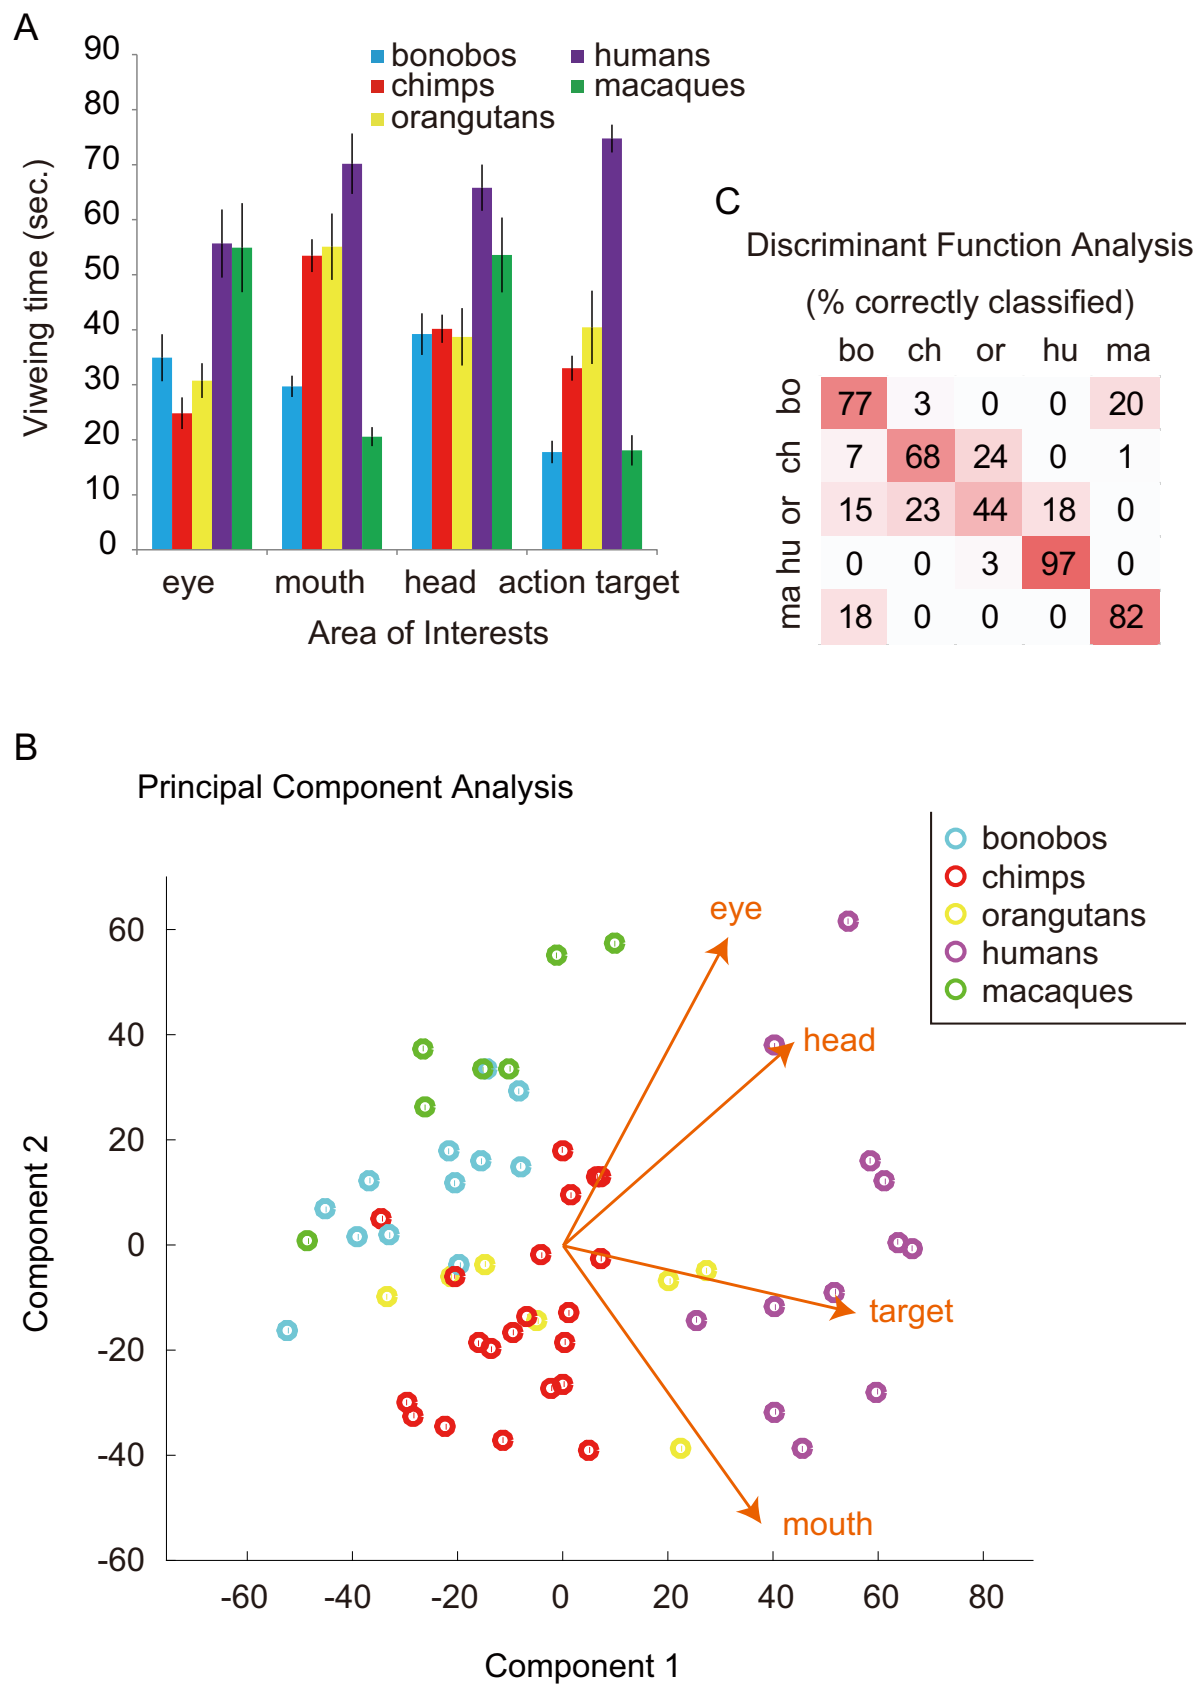 A
90
80
70
60
50
40
30
20
10
0
Viweing time (sec.)
bonobos
chimps
orangutans
humans
macaques
eye mouth head action target
Area of Interests
C
Discriminant Function Analysis
(% correctly classified)
bo ch or hu ma
bo 77 3 0 0 20
ch 7 68 24 0 1
or 15 23 44 18 0
hu 0 0 3 97 0
ma 18 0 0 0 82
B
Principal Component Analysis
bonobos
chimps
orangutans
humans
macaques
eye
head
target
mouth
60
40
20
0
-20
-40
-60
Component 2
-60 -40 -20 0 20 40 60 80
Component 1